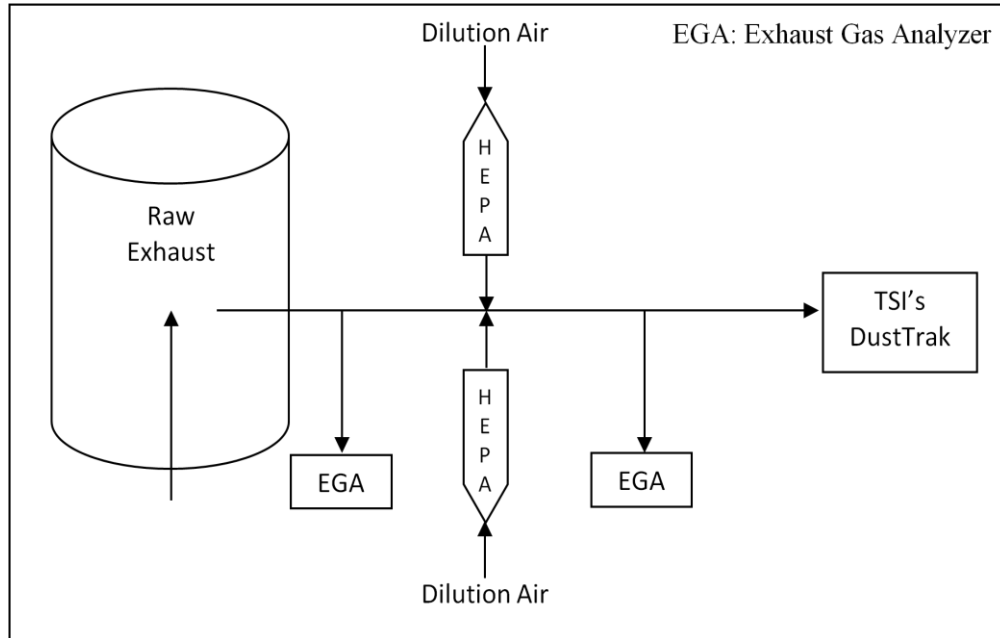 Dilution Air
EGA: Exhaust Gas Analyzer
H
E
P
A
Raw
Exhaust
TSI's
DustTrak
H
E
P
A
EGA
EGA
Dilution Air